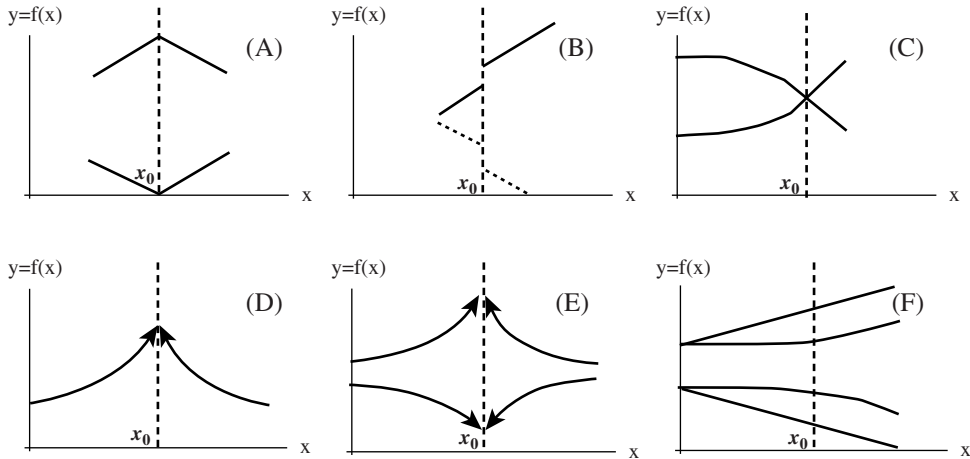 y=f(x)
(A)
x₀
x
y=f(x)
(B)
x₀
x
y=f(x)
(C)
x₀
x
y=f(x)
(D)
x₀
x
y=f(x)
(E)
x₀
x
y=f(x)
(F)
x₀
x